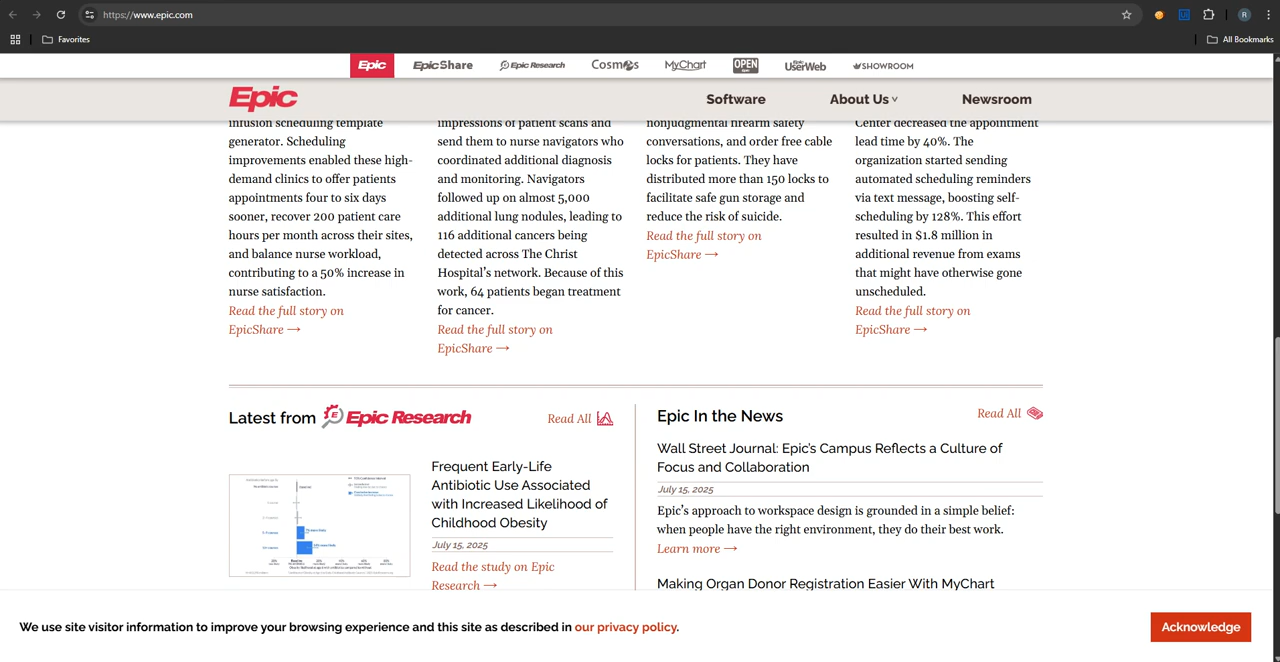 https://www.epic.com
R
Favorites
All Bookmarks
Epic
EpicShare
Epic Research
Cosmos
MyChart
OPEN
epic
UserWeb
SHOWROOM
Epic
Software
About Us
Newsroom
infusion scheduling template
generator. Scheduling
improvements enabled these high-
demand clinics to offer patients
appointments four to six days
sooner, recover 200 patient care
hours per month across their sites,
and balance nurse workload,
contributing to a 50% increase in
nurse satisfaction.
Read the full story on
EpicShare →
impressions of patient scans and
send them to nurse navigators who
coordinated additional diagnosis
and monitoring. Navigators
followed up on almost 5,000
additional lung nodules, leading to
116 additional cancers being
detected across The Christ
Hospital's network. Because of this
work, 64 patients began treatment
for cancer.
Read the full story on
EpicShare →
nonjudgmental firearm safety
conversations, and order free cable
locks for patients. They have
distributed more than 150 locks to
facilitate safe gun storage and
reduce the risk of suicide.
Read the full story on
EpicShare →
Center decreased the appointment
lead time by 40%. The
organization started sending
automated scheduling reminders
via text message, boosting self-
scheduling by 128%. This effort
resulted in $1.8 million in
additional revenue from exams
that might have otherwise gone
unscheduled.
Read the full story on
EpicShare →
Latest from Epic Research
Read All
Frequent Early-Life
Antibiotic Use Associated
with Increased Likelihood of
Childhood Obesity
July 15, 2025
Read the study on Epic
Research →
Epic In the News
Read All
Wall Street Journal: Epic's Campus Reflects a Culture of
Focus and Collaboration
July 15, 2025
Epic's approach to workspace design is grounded in a simple belief:
when people have the right environment, they do their best work.
Learn more →
Making Organ Donor Registration Easier With MyChart
We use site visitor information to improve your browsing experience and this site as described in our privacy policy.
Acknowledge